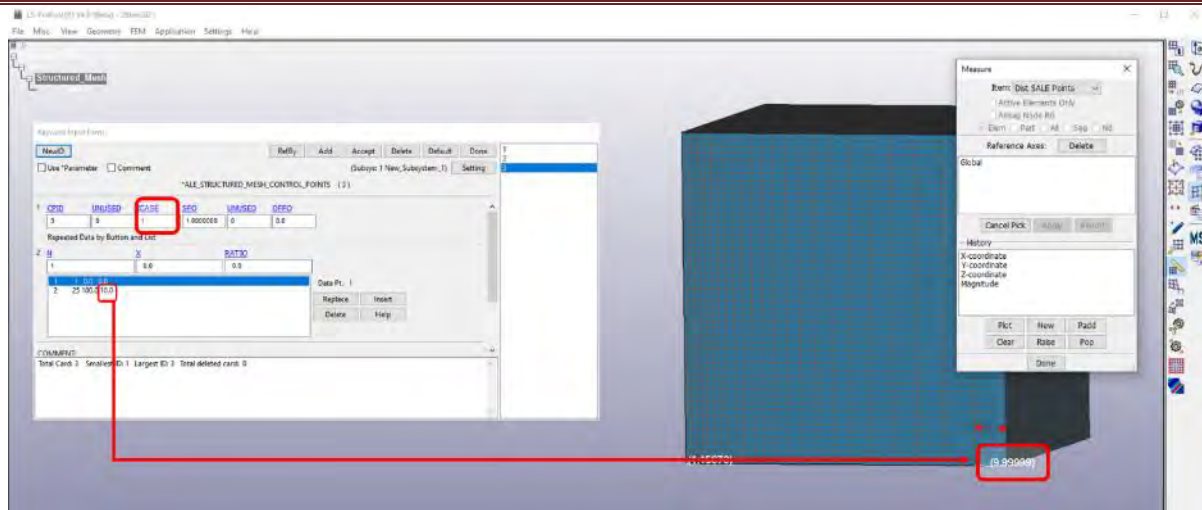 File Misc. View Geometry FEM Application Settings Help
Structured_Mesh
Keyword Input Form
NewID RefBy Add Accept Delete Default Done
Use *Parameter Comment (Subsys: 1 New_Subsystem_1) Setting
*ALE_STRUCTURED_MESH_CONTROL_POINTS (3)
1 CPID UNUSED ICASE SFO UNUSED OFFO
3 0 1 1.0000000 0 0.0
Repeated Data by Button and List
2 N X RATIO
1 0.0 0.0
1 1 0.0 0.0
2 25 100.0 10.0
Data Pt. 1
Replace Insert
Delete Help
COMMENT:
Total Card: 3 Smallest ID: 1 Largest ID: 3 Total deleted card: 0
1
2
3
Measure
Item: Dist SALE Points
Active Elements Only
Elem Part All Seg Nd
Reference Axes: Delete
Global
Cancel Pick Apply
History
X-coordinate
Y-coordinate
Z-coordinate
Magnitude
Plot New Padd
Clear Raise Pop
Done
(9.99999)
MS